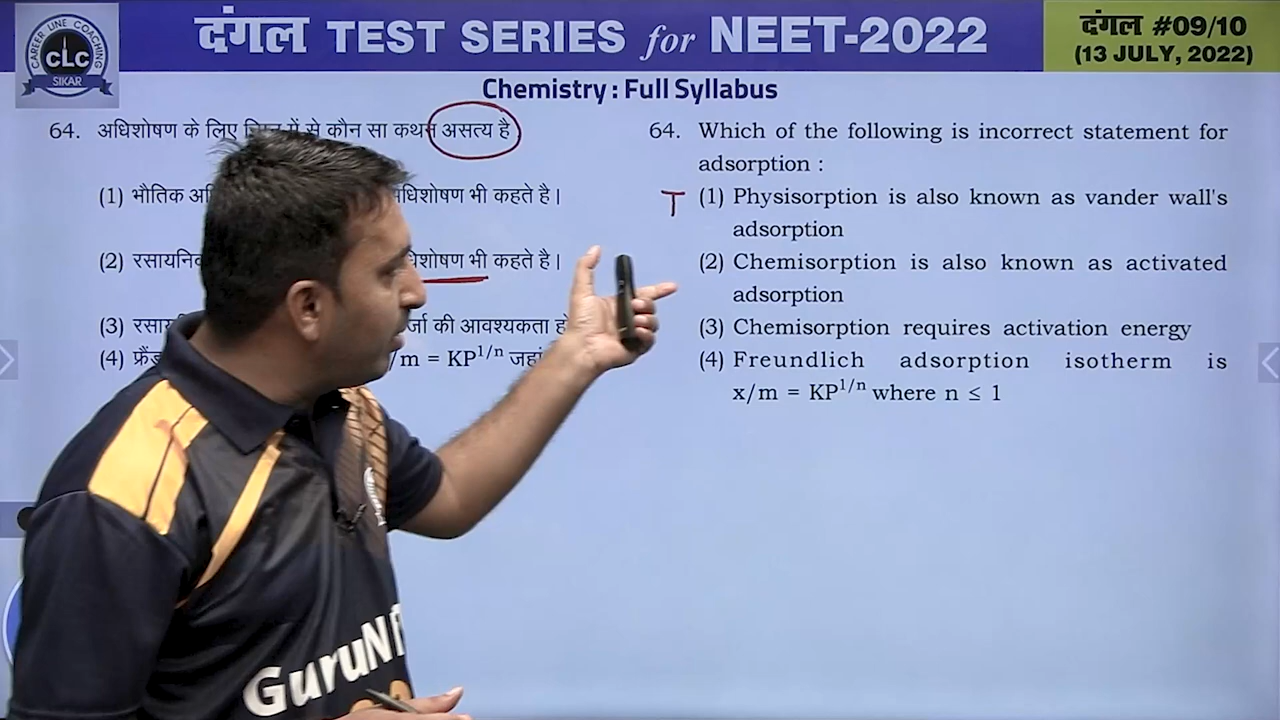 दंगल TEST SERIES for NEET-2022
दंगल #09/10
(13 JULY, 2022)
CAREER LINE COACHING
CLC
SIKAR
Chemistry : Full Syllabus
64. अधिशोषण के लिए में से कौन सा कथन असत्य है
(1) भौतिक धिशोषण भी कहते है।
(2) रसायनिक धिशोषण भी कहते है।
(3) र्जा की आवश्यकता
(4) /m = KP1/n जहां
64. Which of the following is incorrect statement for
adsorption :
T (1) Physisorption is also known as vander wall's
adsorption
(2) Chemisorption is also known as activated
adsorption
(3) Chemisorption requires activation energy
(4) Freundlich adsorption isotherm is
x/m = KP1/n where n ≤ 1
GuruN